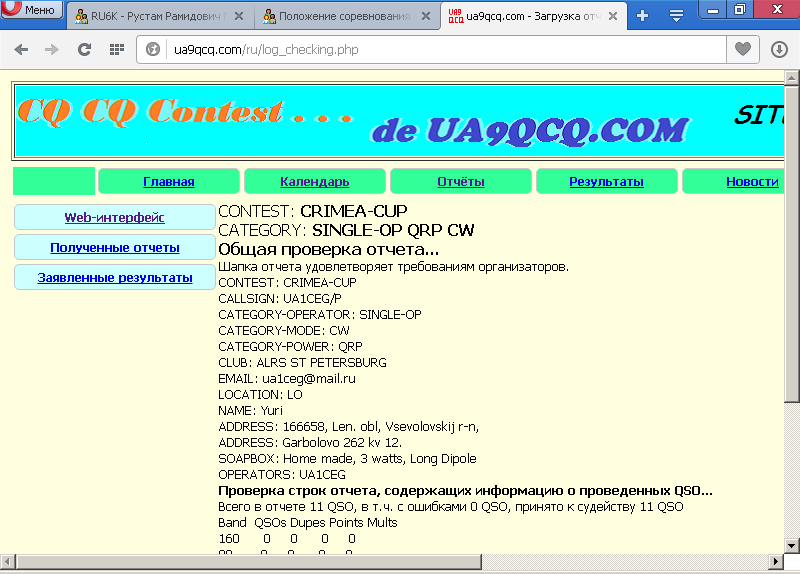 Меню
RU6K - Рустам Рамидович
Положение соревнования
ua9qcq.com - Загрузка отч
ua9qcq.com/ru/log_checking.php
CQ CQ Contest . . .
de UA9QCQ.COM
Главная
Календарь
Отчёты
Результаты
Новости
Web-интерфейс
Полученные отчеты
Заявленные результаты
CONTEST: CRIMEA-CUP
CATEGORY: SINGLE-OP QRP CW
Общая проверка отчета...
Шапка отчета удовлетворяет требованиям организаторов.
CONTEST: CRIMEA-CUP
CALLSIGN: UA1CEG/P
CATEGORY-OPERATOR: SINGLE-OP
CATEGORY-MODE: CW
CATEGORY-POWER: QRP
CLUB: ALRS ST PETERSBURG
EMAIL: ua1ceg@mail.ru
LOCATION: LO
NAME: Yuri
ADDRESS: 166658, Len. obl, Vsevolovskij r-n,
ADDRESS: Garbolovo 262 kv 12.
SOAPBOX: Home made, 3 watts, Long Dipole
OPERATORS: UA1CEG
Проверка строк отчета, содержащих информацию о проведенных QSO...
Всего в отчете 11 QSO, в т.ч. с ошибками 0 QSO, принято к судейству 11 QSO
Band QSOs Dupes Points Mults
160 0 0 0 0